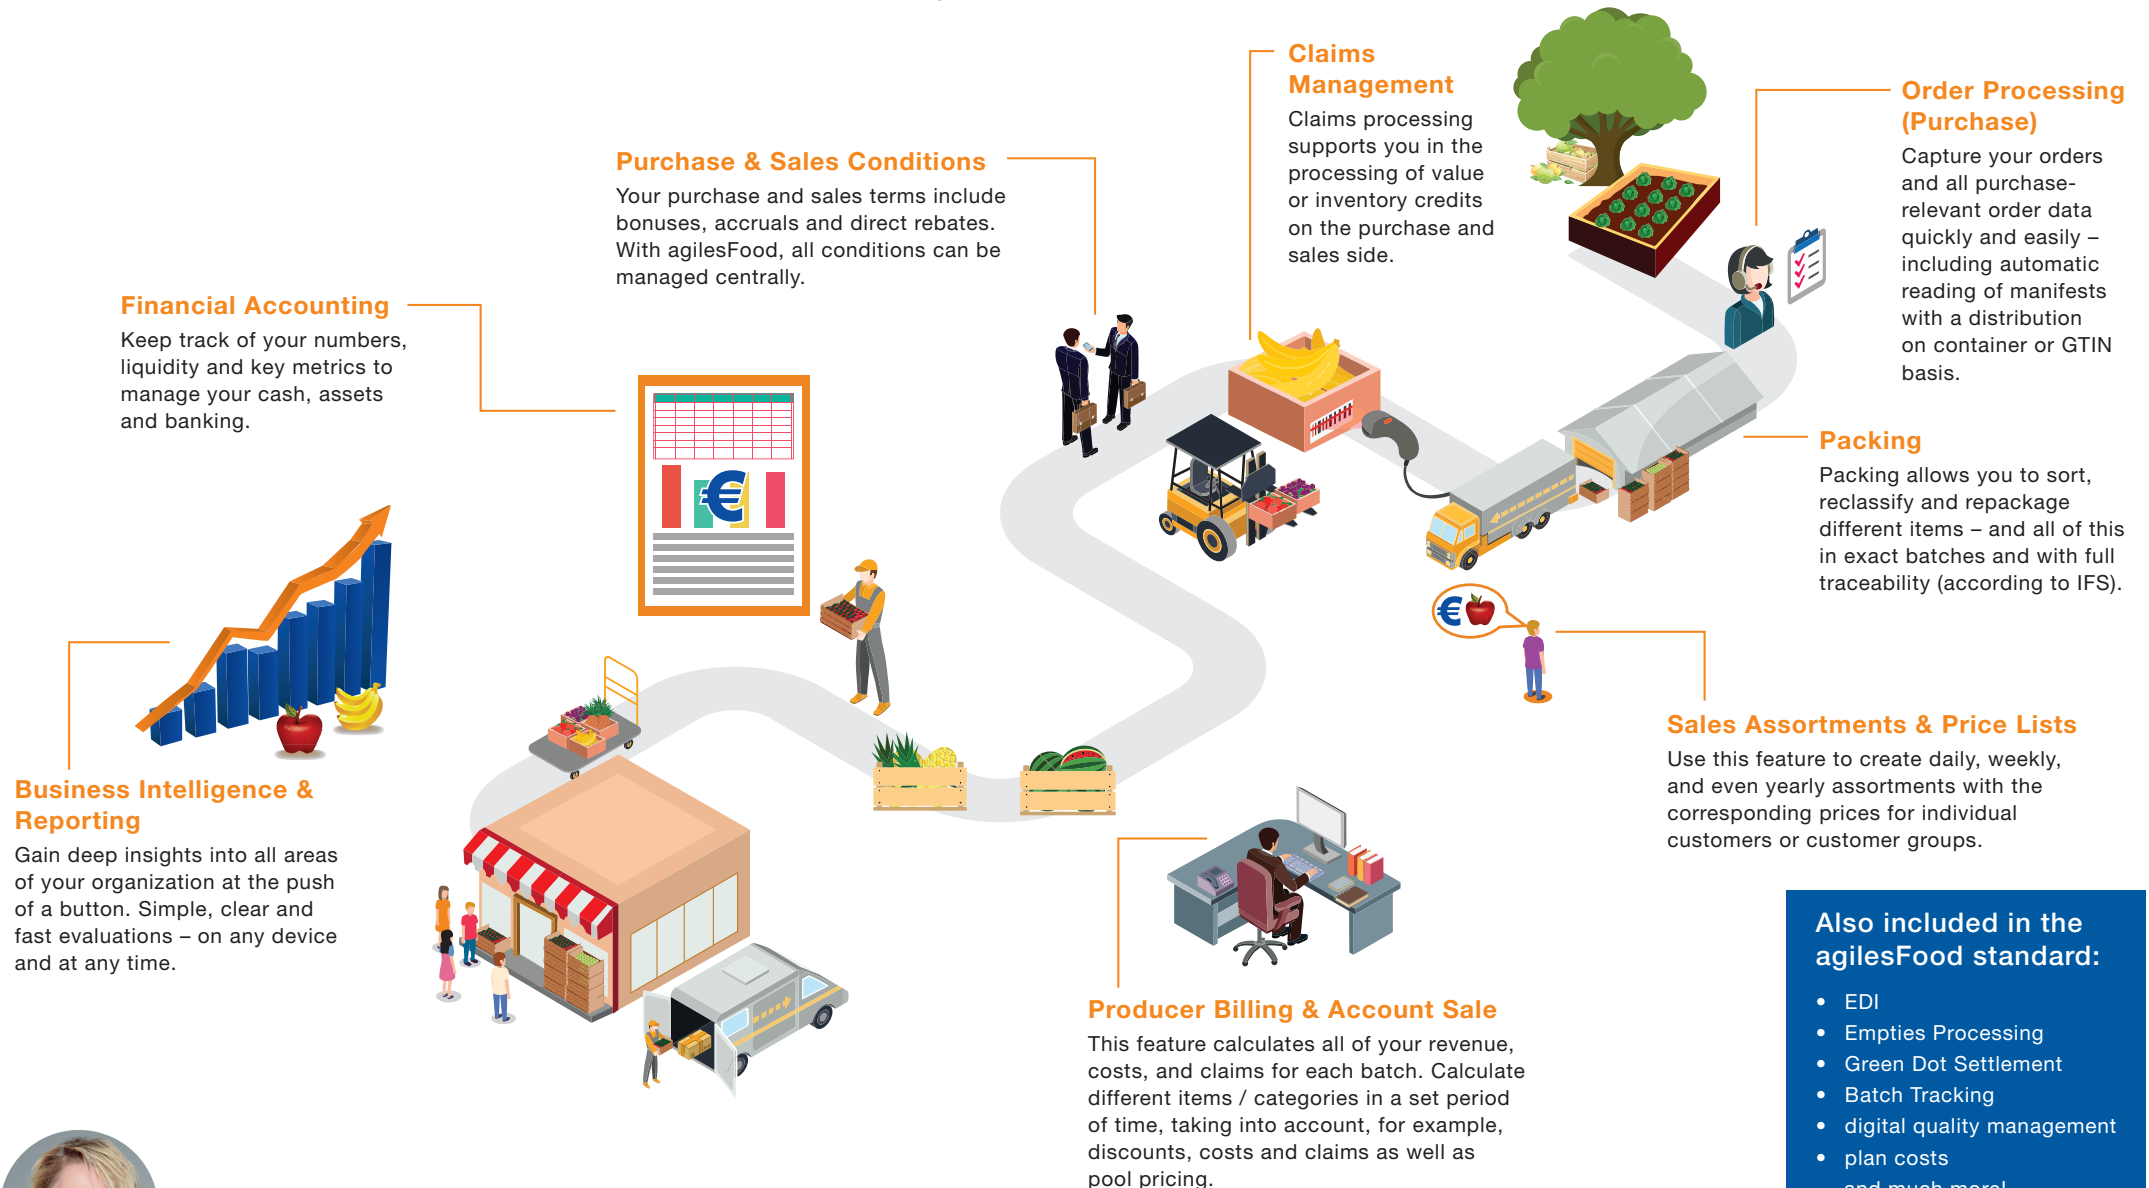 Claims
Management
Claims processing
supports you in the
processing of value
or inventory credits
on the purchase and
sales side.
Order Processing
(Purchase)
Capture your orders
and all purchase-
relevant order data
quickly and easily –
including automatic
reading of manifests
with a distribution
on container or GTIN
basis.
Purchase & Sales Conditions
Your purchase and sales terms include
bonuses, accruals and direct rebates.
With agilesFood, all conditions can be
managed centrally.
Financial Accounting
Keep track of your numbers,
liquidity and key metrics to
manage your cash, assets
and banking.
€
Packing
Packing allows you to sort,
reclassify and repackage
different items – and all of this
in exact batches and with full
traceability (according to IFS).
€
Sales Assortments & Price Lists
Use this feature to create daily, weekly,
and even yearly assortments with the
corresponding prices for individual
customers or customer groups.
Business Intelligence &
Reporting
Gain deep insights into all areas
of your organization at the push
of a button. Simple, clear and
fast evaluations – on any device
and at any time.
Producer Billing & Account Sale
This feature calculates all of your revenue,
costs, and claims for each batch. Calculate
different items / categories in a set period
of time, taking into account, for example,
discounts, costs and claims as well as
pool pricing.
Also included in the
agilesFood standard:
• EDI
• Empties Processing
• Green Dot Settlement
• Batch Tracking
• digital quality management
• plan costs
and much more!